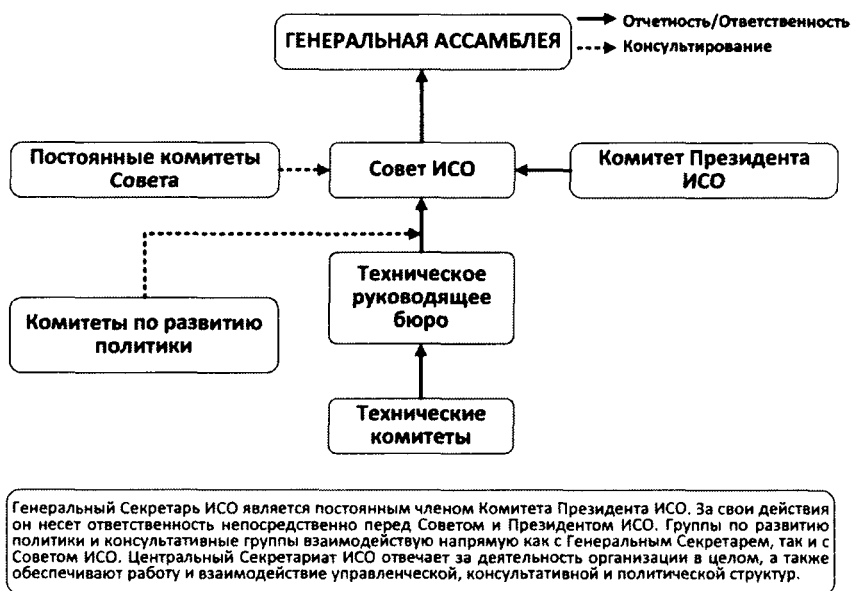 ГЕНЕРАЛЬНАЯ АССАМБЛЕЯ
Отчетность/Ответственность
Консультирование
Постоянные комитеты
Совета
Совет ИСО
Комитет Президента
ИСО
Техническое
руководящее
бюро
Комитеты по развитию
политики
Технические
комитеты
Генеральный Секретарь ИСО является постоянным членом Комитета Президента ИСО. За свои действия
он несет ответственность непосредственно перед Советом и Президентом ИСО. Группы по развитию
политики и консультативные группы взаимодействую напрямую как с Генеральным Секретарем, так и с
Советом ИСО. Центральный Секретариат ИСО отвечает за деятельность организации в целом, а также
обеспечивают работу и взаимодействие управленческой, консультативной и политической структур.